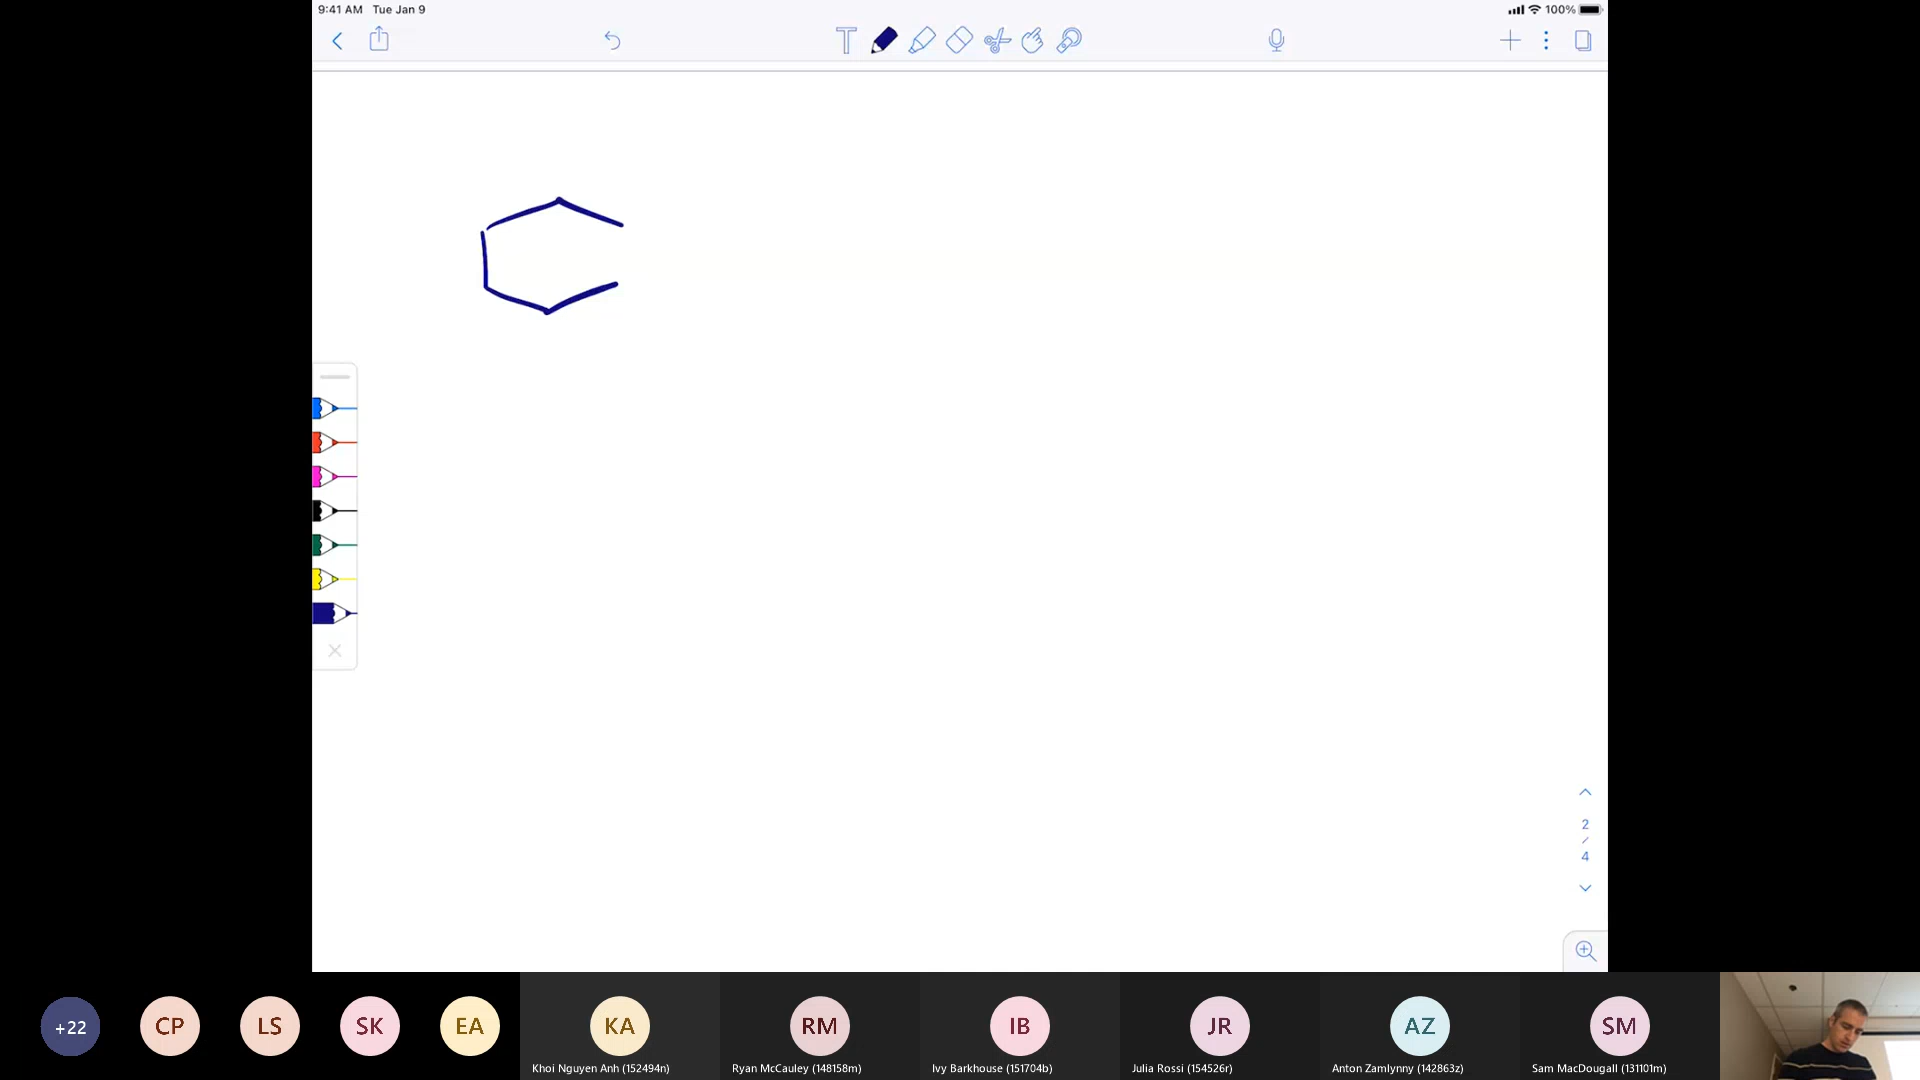 9:41 AM Tue Jan 9
100%
T
2
4
+22
CP
LS
SK
EA
KA
RM
IB
JR
AZ
SM
Khoi Nguyen Anh (152494n)
Ryan McCauley (148158m)
Ivy Barkhouse (151704b)
Julia Rossi (154526r)
Anton Zamlynny (142863z)
Sam MacDougall (131101m)